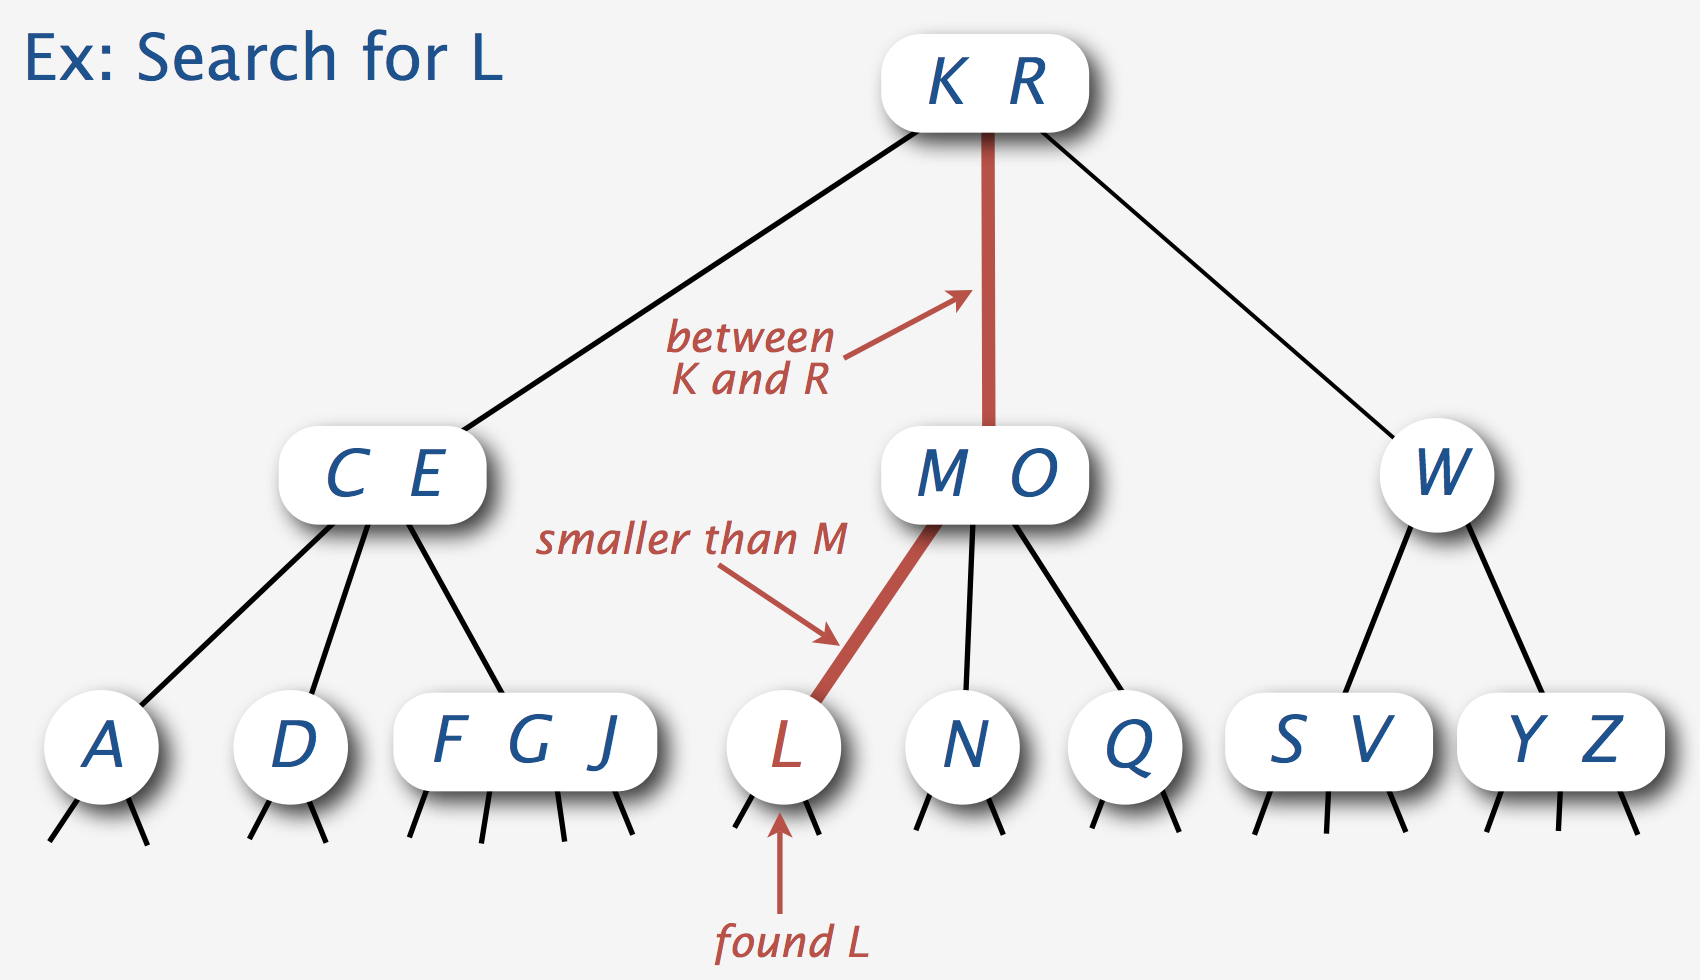 Ex: Search for L
K R
between
K and R
C E
M O
W
smaller than M
A
D
F G J
L
N
Q
S V
Y Z
found L